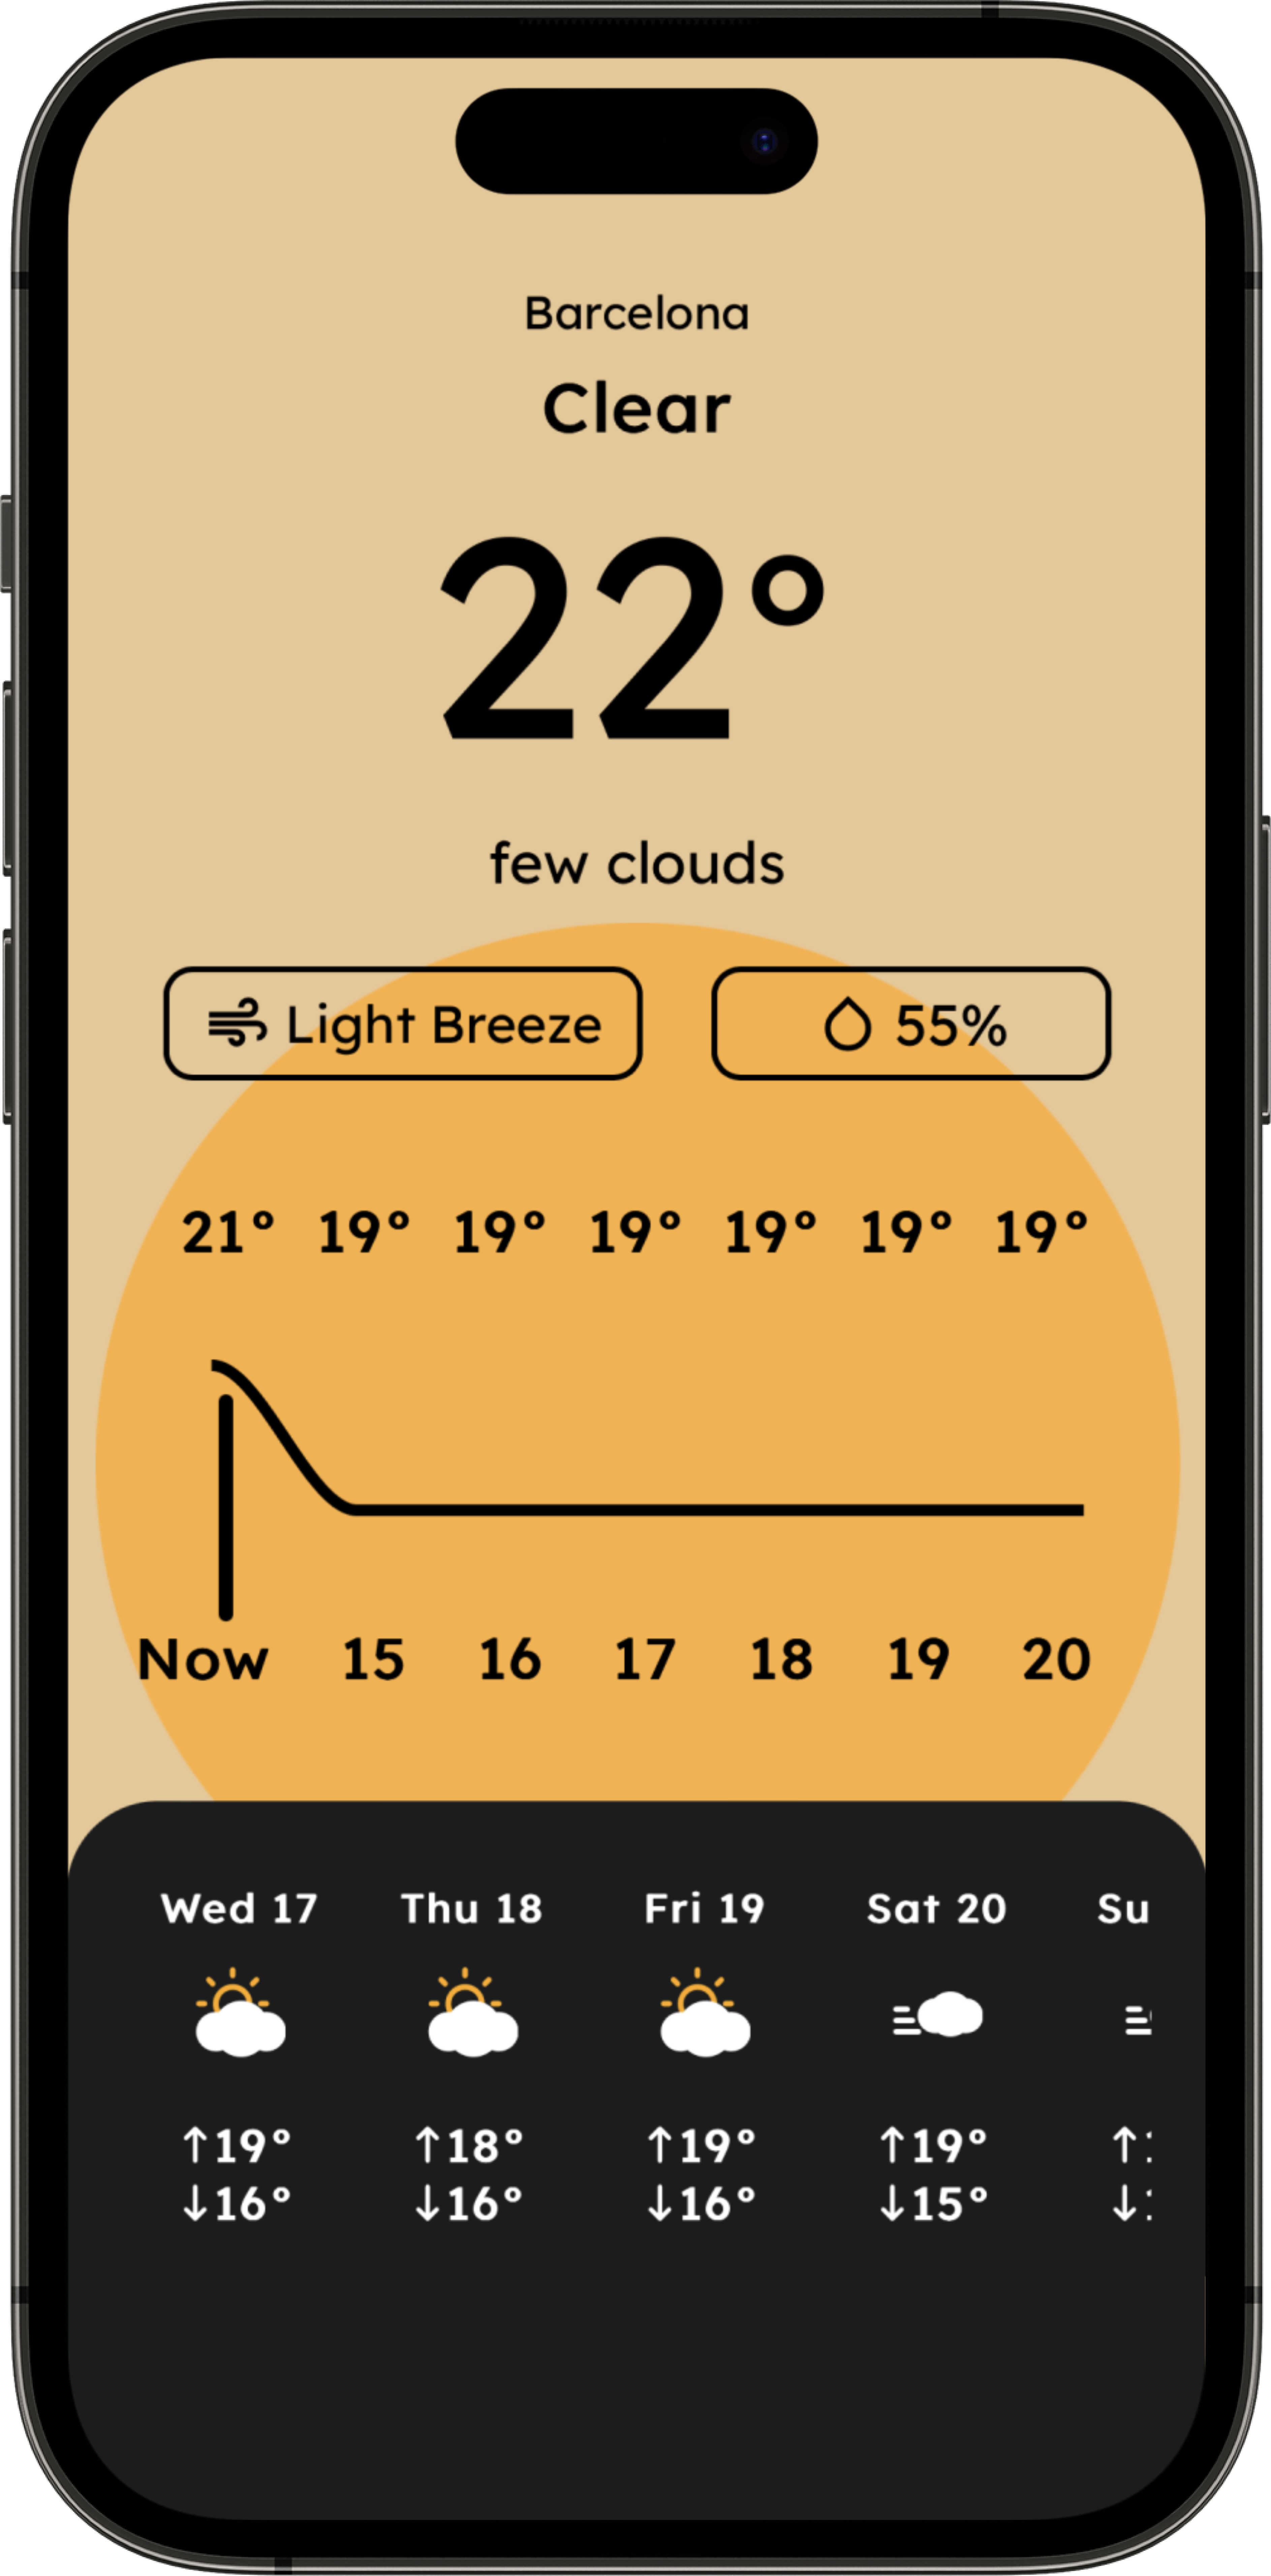 Barcelona
Clear
22°
few clouds
Light Breeze 55%
21° 19° 19° 19° 19° 19° 19°
Now 15 16 17 18 19 20
Wed 17 Thu 18 Fri 19 Sat 20 Su
↑19° ↑18° ↑19° ↑19° ↑
↓16° ↓16° ↓16° ↓15° ↓